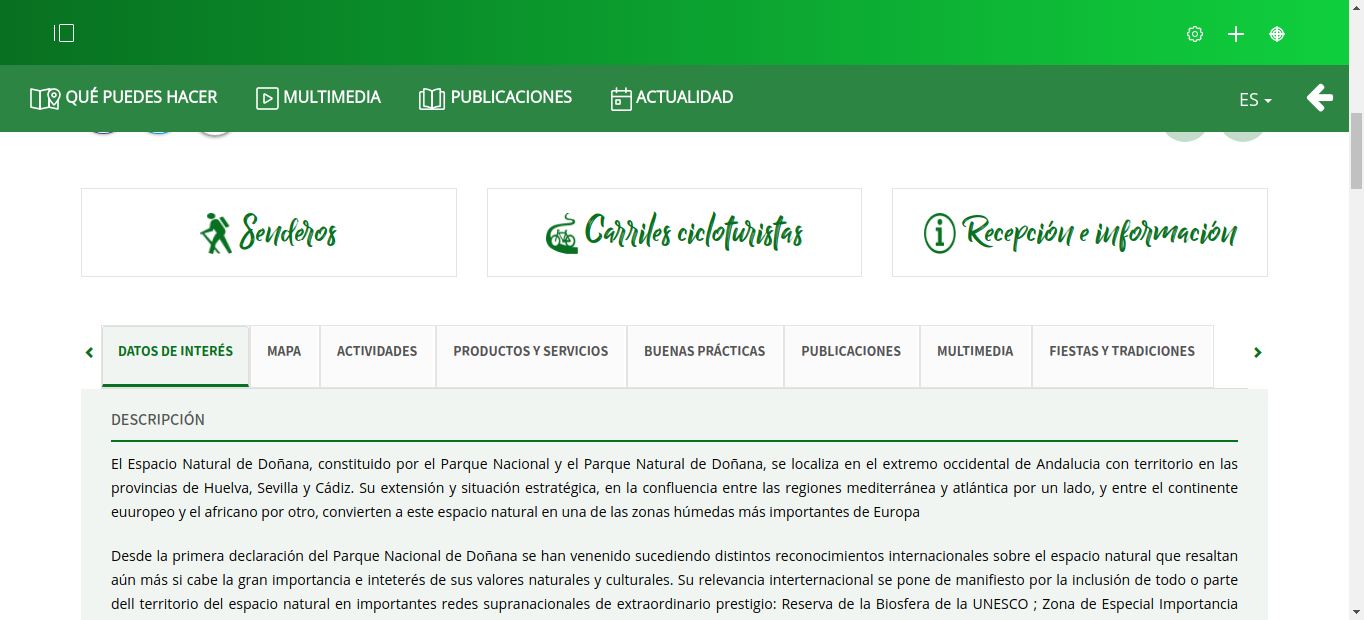 QUÉ PUEDES HACER MULTIMEDIA PUBLICACIONES ACTUALIDAD ES
Senderos Carriles cicloturistas Recepción e información
DATOS DE INTERÉS MAPA ACTIVIDADES PRODUCTOS Y SERVICIOS BUENAS PRÁCTICAS PUBLICACIONES MULTIMEDIA FIESTAS Y TRADICIONES
DESCRIPCIÓN
El Espacio Natural de Doñana, constituido por el Parque Nacional y el Parque Natural de Doñana, se localiza en el extremo occidental de Andalucia con territorio en las
provincias de Huelva, Sevilla y Cádiz. Su extensión y situación estratégica, en la confluencia entre las regiones mediterránea y atlántica por un lado, y entre el continente
euuropeo y el africano por otro, convierten a este espacio natural en una de las zonas húmedas más importantes de Europa
Desde la primera declaración del Parque Nacional de Doñana se han venenido sucediendo distintos reconocimientos internacionales sobre el espacio natural que resaltan
aún más si cabe la gran importancia e inteterés de sus valores naturales y culturales. Su relevancia interternacional se pone de manifiesto por la inclusión de todo o parte
dell territorio del espacio natural en importantes redes supranacionales de extraordinario prestigio: Reserva de la Biosfera de la UNESCO ; Zona de Especial Importancia